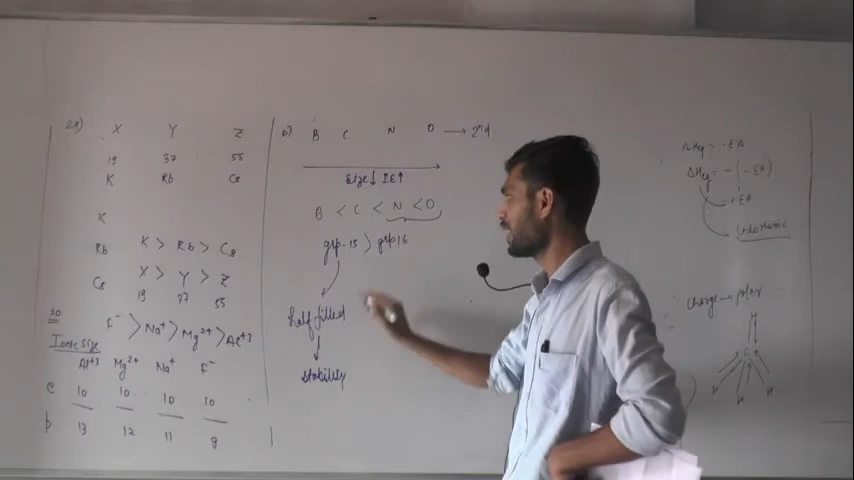 29) X Y Z
19 37 55
K Rb Cs
K
Rb K > Rb > Cs
Cs X > Y > Z
19 37 55
10
F⁻ > Na⁺ > Mg²⁺ > Al⁺³
Ionic Size
Al⁺³ Mg²⁺ Na⁺ F⁻
e 10 10 10 10
p 13 12 11 9
b) B C N O → 2nd
Size↓ IE↑
B < C < N < O
grp-15 > grp16
half filled
stability
ΔHeg = -EA
ΔHeg = -(-EA)
= +EA
Endothermic
Charge → polar
H
C
H H H